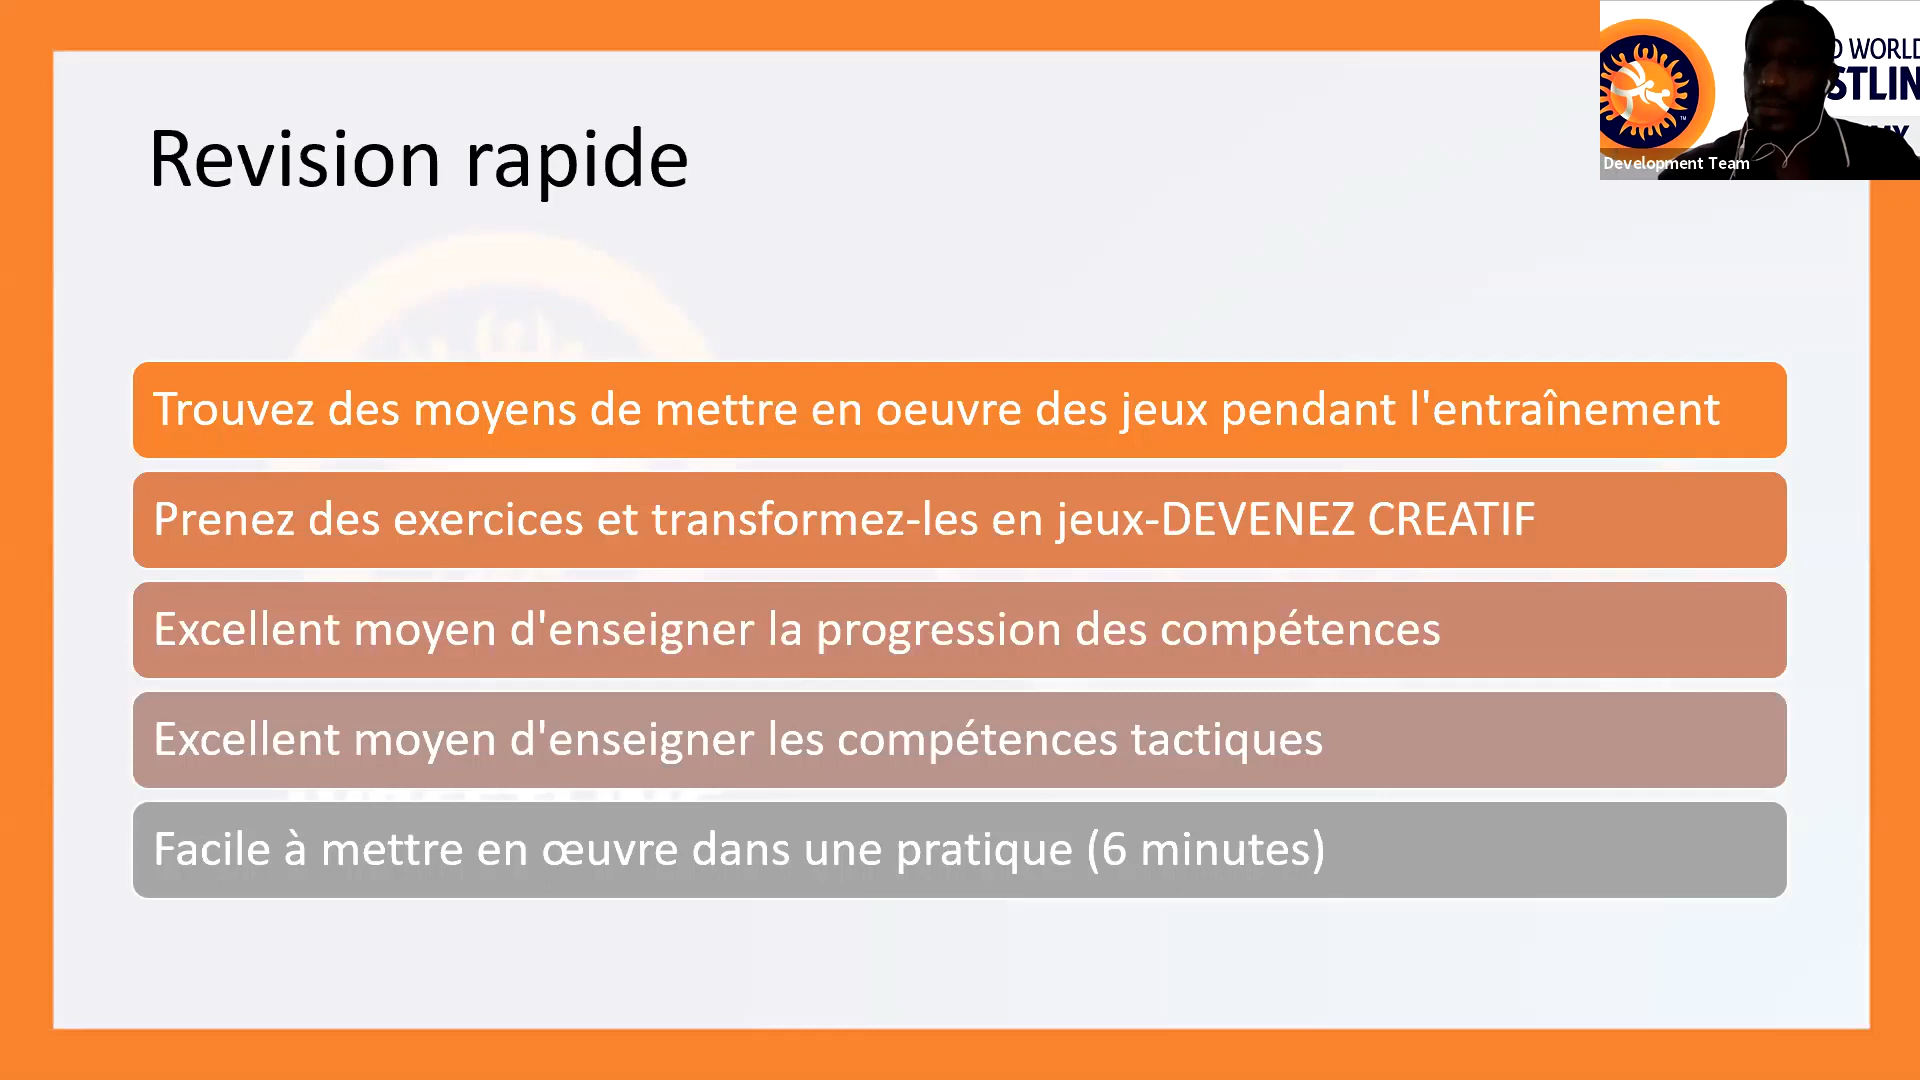 Revision rapide
Trouvez des moyens de mettre en oeuvre des jeux pendant l'entraînement
Prenez des exercices et transformez-les en jeux-DEVENEZ CREATIF
Excellent moyen d'enseigner la progression des compétences
Excellent moyen d'enseigner les compétences tactiques
Facile à mettre en œuvre dans une pratique (6 minutes)
D WORLD
STLIN
Development Team